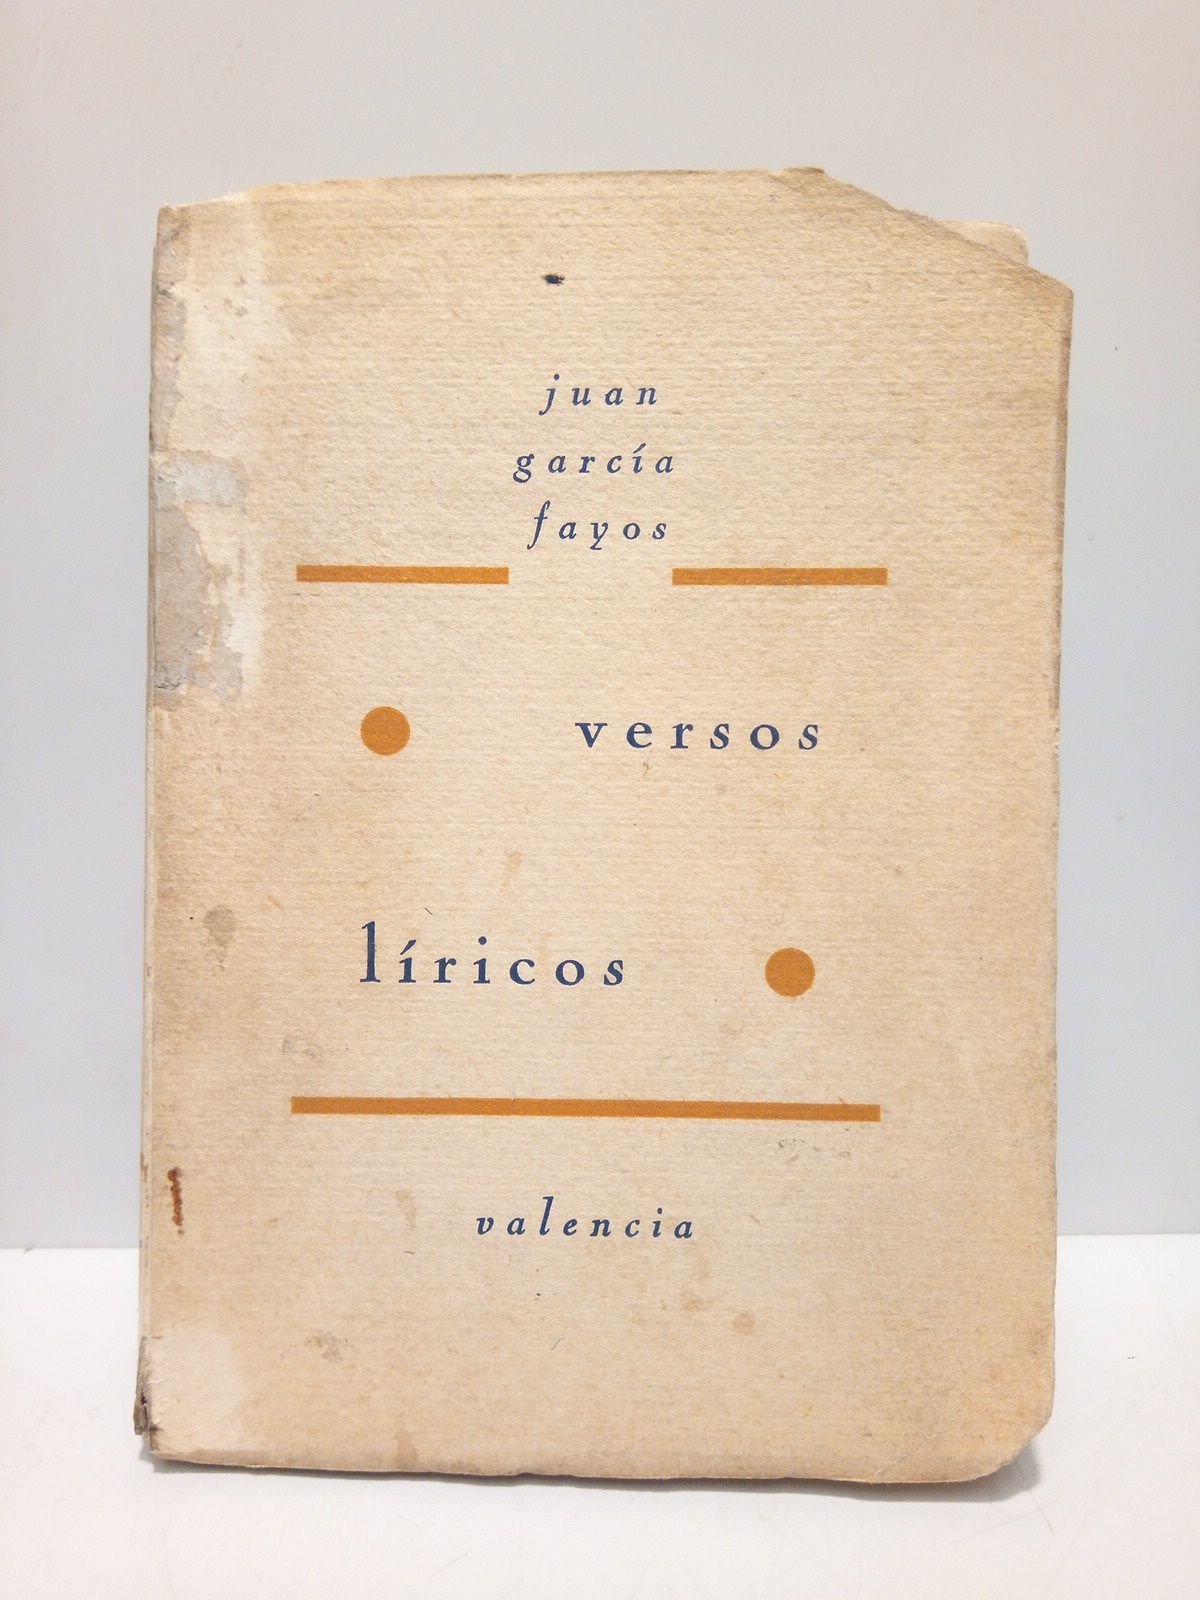 juan
garcía
fayos
versos
líricos
valencia